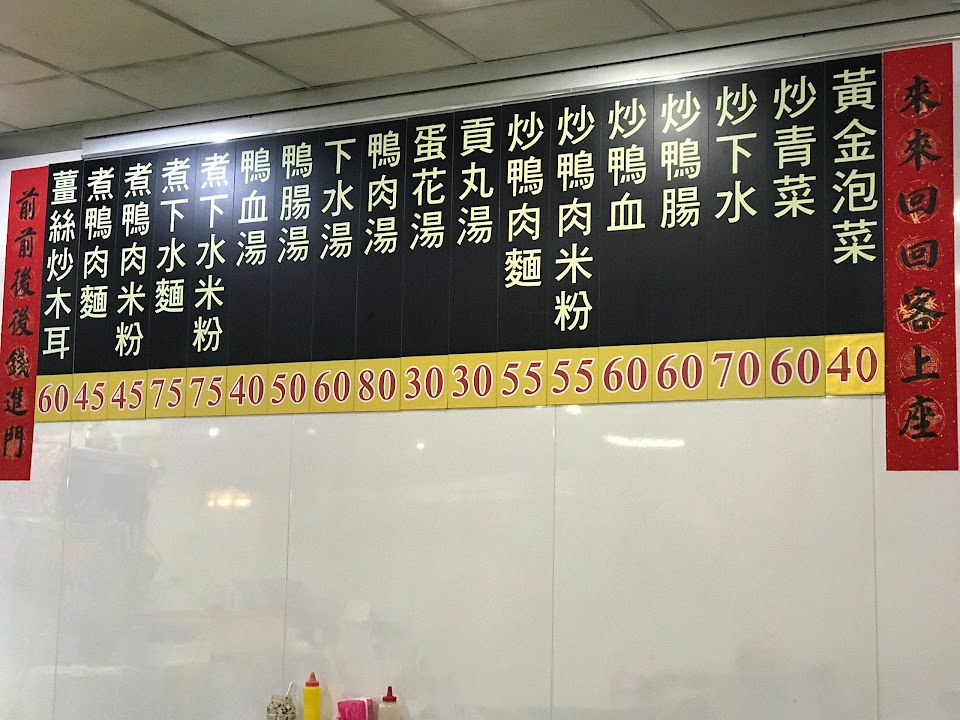 來來回回客上座
黃金泡菜 40
炒青菜 60
炒下水 70
炒鴨腸 60
炒鴨血 60
炒鴨肉米粉 55
炒鴨肉麵 55
貢丸湯 30
蛋花湯 30
鴨肉湯 80
下水湯 60
鴨腸湯 50
鴨血湯 40
煮下水米粉 75
煮下水麵 75
煮鴨肉米粉 45
煮鴨肉麵 45
薑絲炒木耳 60
前前後後錢進門